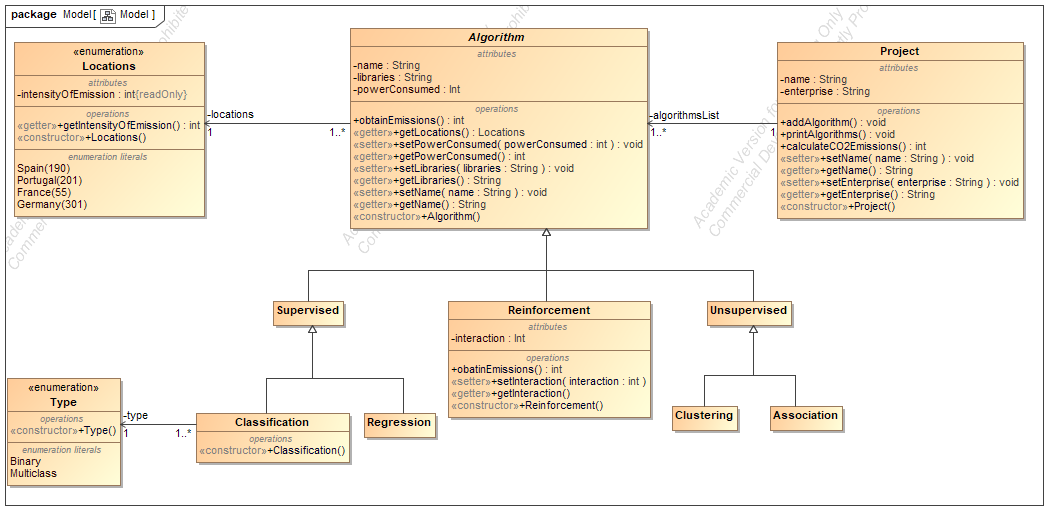 package Model[ Model ]
«enumeration»
Locations
attributes
-intensityOfEmission : int{readOnly}
operations
«getter»+getIntensityOfEmission() : int
«constructor»+Locations()
enumeration literals
Spain(190)
Portugal(201)
France(55)
Germany(301)
-locations
1
1..*
Algorithm
attributes
-name : String
-libraries : String
-powerConsumed : Int
operations
+obtainEmissions() : int
«getter»+getLocations() : Locations
«setter»+setPowerConsumed( powerConsumed : int ) : void
«getter»+getPowerConsumed() : int
«setter»+setLibraries( libraries : String ) : void
«getter»+getLibraries() : String
«setter»+setName( name : String ) : void
«getter»+getName() : String
«constructor»+Algorithm()
-algorithmsList
1..*
1
Project
attributes
-name : String
-enterprise : String
operations
+addAlgorithm() : void
+printAlgorithms() : void
+calculateCO2Emissions() : int
«setter»+setName( name : String ) : void
«getter»+getName() : String
«setter»+setEnterprise( enterprise : String ) : void
«getter»+getEnterprise() : String
«constructor»+Project()
Supervised
Reinforcement
attributes
-interaction : Int
operations
+obatinEmissions() : int
«setter»+setInteraction( interaction : int )
«getter»+getInteraction()
«constructor»+Reinforcement()
Unsupervised
«enumeration»
Type
operations
«constructor»+Type()
enumeration literals
Binary
Multiclass
-type
1
1..*
Classification
operations
«constructor»+Classification()
Regression
Clustering
Association
Academic Version for
Commercial De